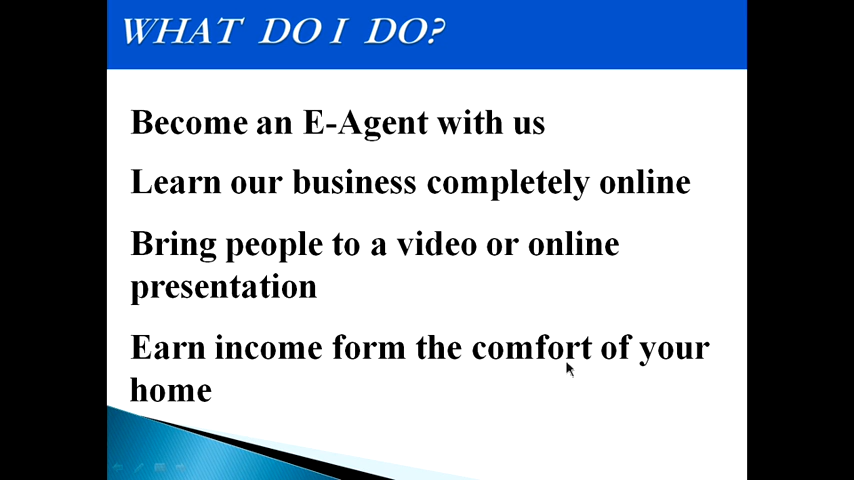 WHAT DO I DO?
Become an E-Agent with us
Learn our business completely online
Bring people to a video or online
presentation
Earn income form the comfort of your
home